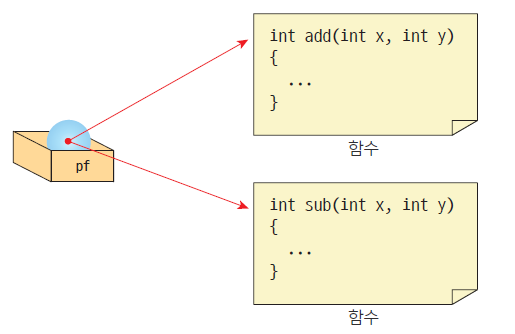 int add(int x, int y)
{
...
}
함수
pf
int sub(int x, int y)
{
...
}
함수